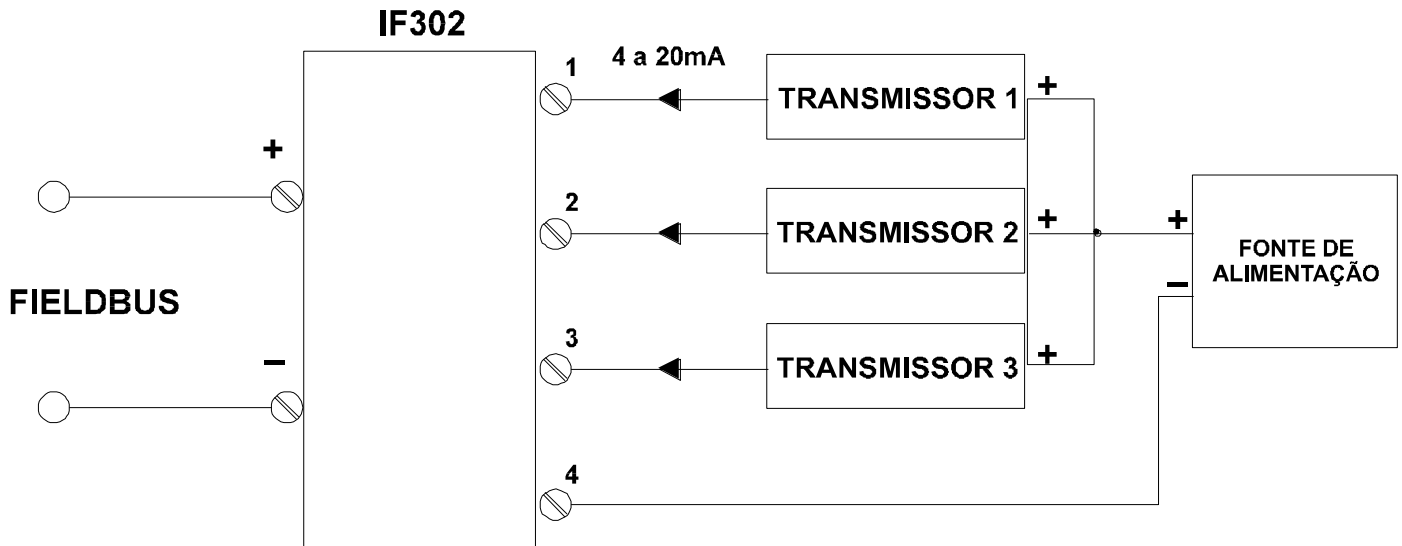 IF302
1
4 a 20mA
TRANSMISSOR 1
+
+
2
TRANSMISSOR 2
+
+
FONTE DE
ALIMENTAÇÃO
−
FIELDBUS
3
TRANSMISSOR 3
+
−
4